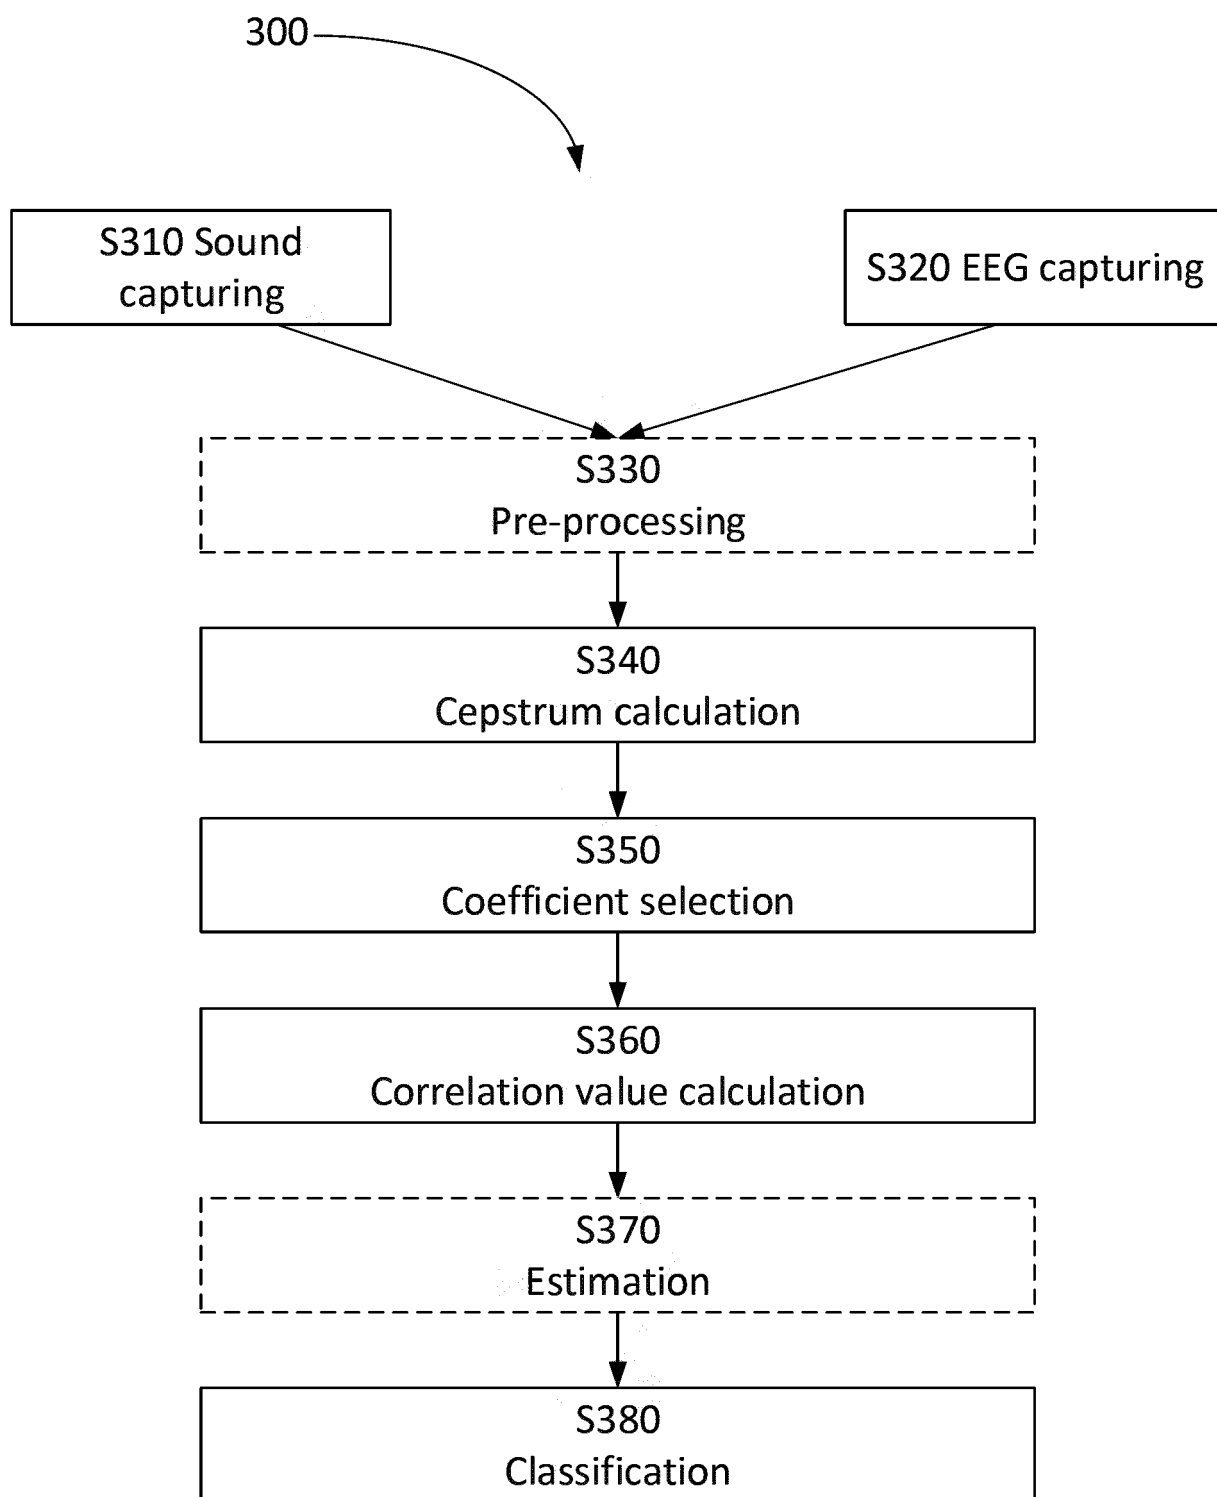 300
S310 Sound
capturing
S320 EEG capturing
S330
Pre-processing
S340
Cepstrum calculation
S350
Coefficient selection
S360
Correlation value calculation
S370
Estimation
S380
Classification